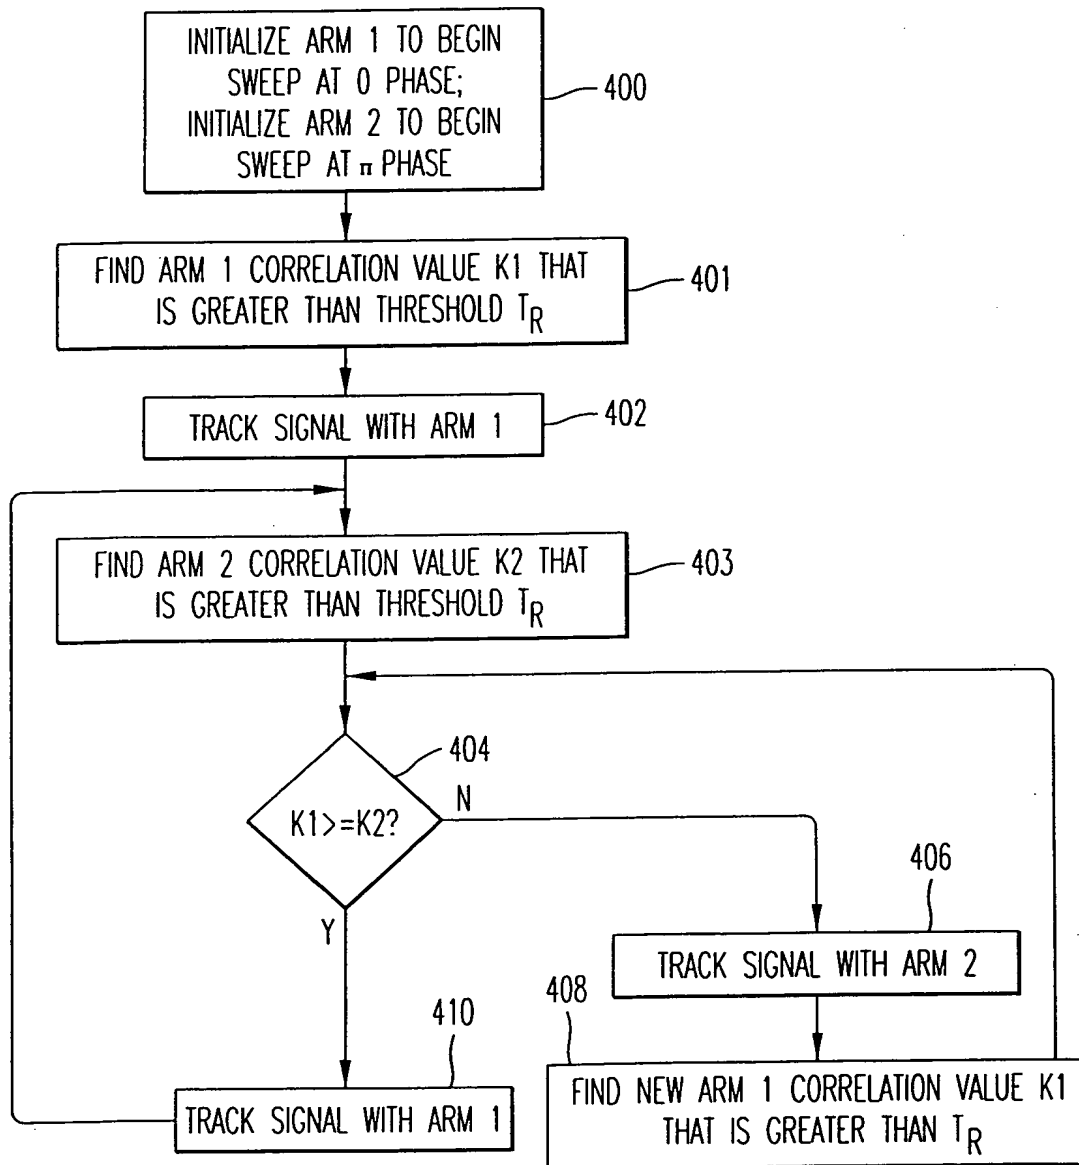 INITIALIZE ARM 1 TO BEGIN
SWEEP AT 0 PHASE;
INITIALIZE ARM 2 TO BEGIN
SWEEP AT π PHASE
400
FIND ARM 1 CORRELATION VALUE K1 THAT
IS GREATER THAN THRESHOLD TR
401
TRACK SIGNAL WITH ARM 1
402
FIND ARM 2 CORRELATION VALUE K2 THAT
IS GREATER THAN THRESHOLD TR
403
404
K1>=K2?
N
Y
406
TRACK SIGNAL WITH ARM 2
408
FIND NEW ARM 1 CORRELATION VALUE K1
THAT IS GREATER THAN TR
410
TRACK SIGNAL WITH ARM 1